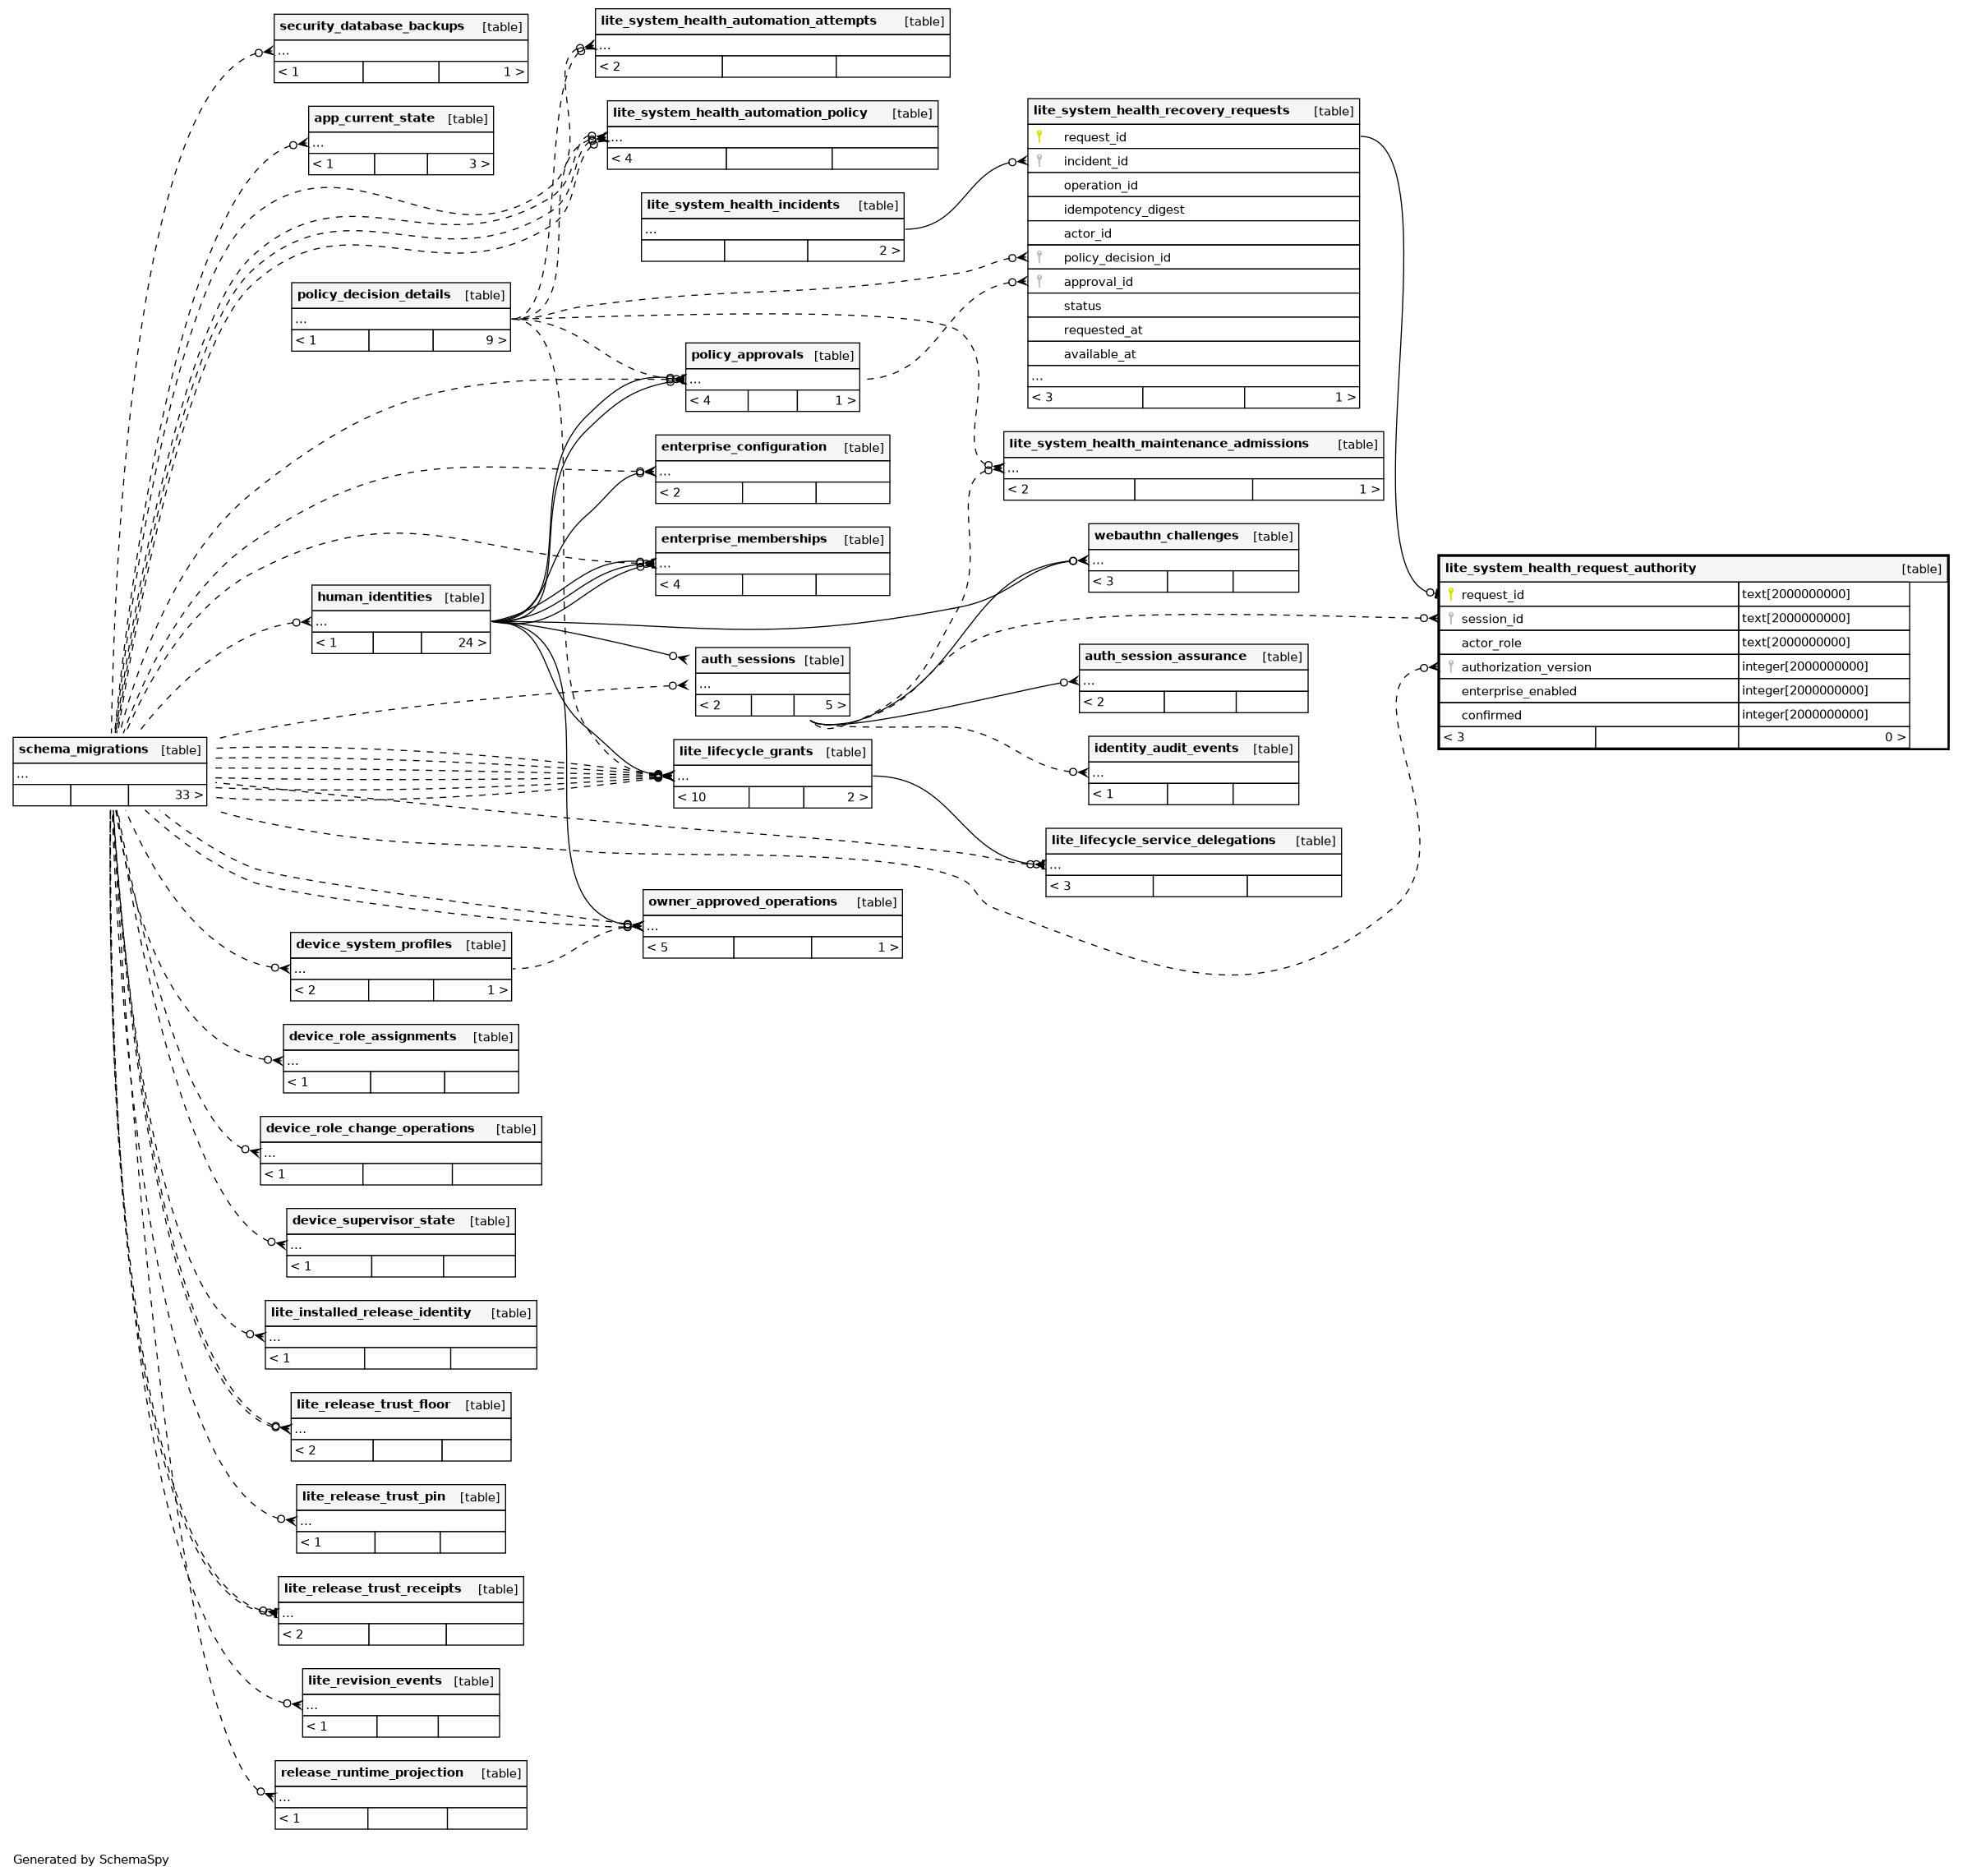 security_database_backups [table]
...
< 1 1 >
lite_system_health_automation_attempts [table]
...
< 2
app_current_state [table]
...
< 1 3 >
lite_system_health_automation_policy [table]
...
< 4
lite_system_health_recovery_requests [table]
request_id
incident_id
operation_id
idempotency_digest
actor_id
policy_decision_id
approval_id
status
requested_at
available_at
...
< 3 1 >
lite_system_health_incidents [table]
...
2 >
policy_decision_details [table]
...
< 1 9 >
policy_approvals [table]
...
< 4 1 >
enterprise_configuration [table]
...
< 2
lite_system_health_maintenance_admissions [table]
...
< 2 1 >
enterprise_memberships [table]
...
< 4
webauthn_challenges [table]
...
< 3
lite_system_health_request_authority [table]
request_id text[2000000000]
session_id text[2000000000]
actor_role text[2000000000]
authorization_version integer[2000000000]
enterprise_enabled integer[2000000000]
confirmed integer[2000000000]
< 3 0 >
human_identities [table]
...
< 1 24 >
auth_sessions [table]
...
< 2 5 >
auth_session_assurance [table]
...
< 2
schema_migrations [table]
...
33 >
lite_lifecycle_grants [table]
...
< 10 2 >
identity_audit_events [table]
...
< 1
lite_lifecycle_service_delegations [table]
...
< 3
owner_approved_operations [table]
...
< 5 1 >
device_system_profiles [table]
...
< 2 1 >
device_role_assignments [table]
...
< 1
device_role_change_operations [table]
...
< 1
device_supervisor_state [table]
...
< 1
lite_installed_release_identity [table]
...
< 1
lite_release_trust_floor [table]
...
< 2
lite_release_trust_pin [table]
...
< 1
lite_release_trust_receipts [table]
...
< 2
lite_revision_events [table]
...
< 1
release_runtime_projection [table]
...
< 1
Generated by SchemaSpy